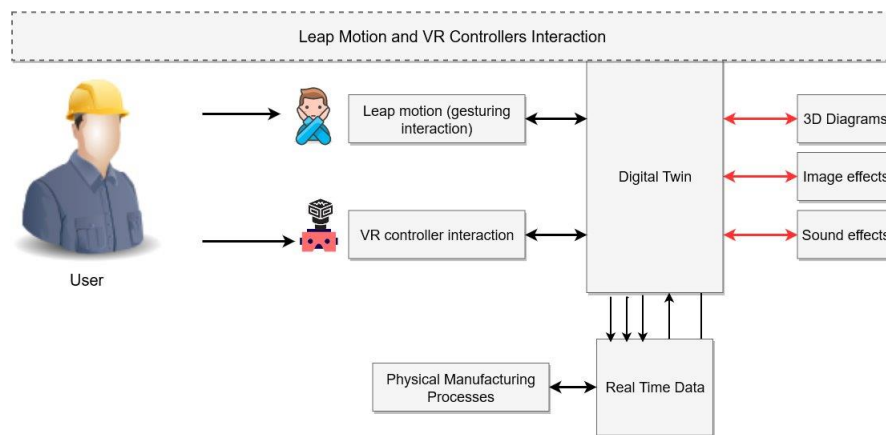 Leap Motion and VR Controllers Interaction
Leap motion (gesturing
interaction)
3D Diagrams
Digital Twin
Image effects
VR controller interaction
Sound effects
User
Physical Manufacturing
Processes
Real Time Data